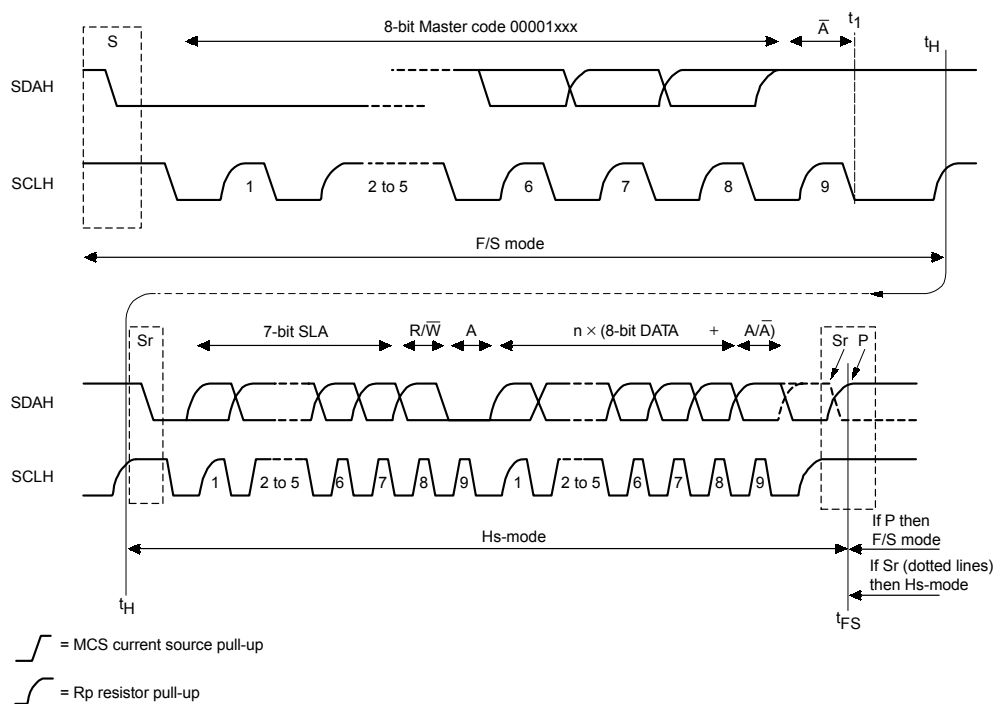 8-bit Master code 00001xxx
S
A̅
t1
tH
SDAH
SCLH
1
2 to 5
6
7
8
9
F/S mode
Sr
7-bit SLA
R/W̅
A
n × (8-bit DATA
+
A/A̅)
Sr P
SDAH
SCLH
1
2 to 5
6
7
8
9
1
2 to 5
6
7
8
9
If P then
F/S mode
Hs-mode
If Sr (dotted lines)
then Hs-mode
tH
tFS
= MCS current source pull-up
= Rp resistor pull-up